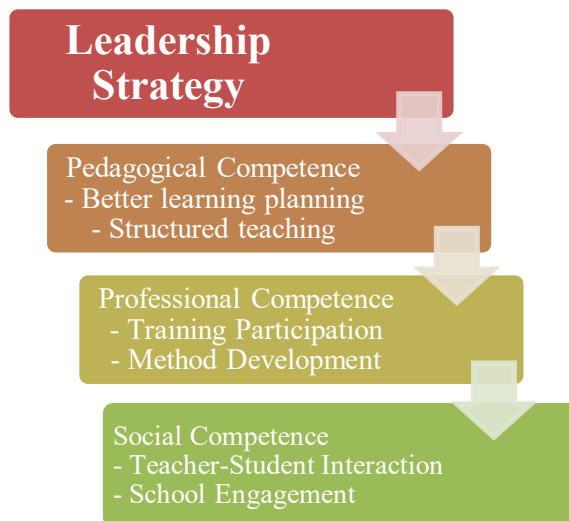 Leadership
Strategy
Pedagogical Competence
- Better learning planning
- Structured teaching
Professional Competence
- Training Participation
- Method Development
Social Competence
- Teacher-Student Interaction
- School Engagement